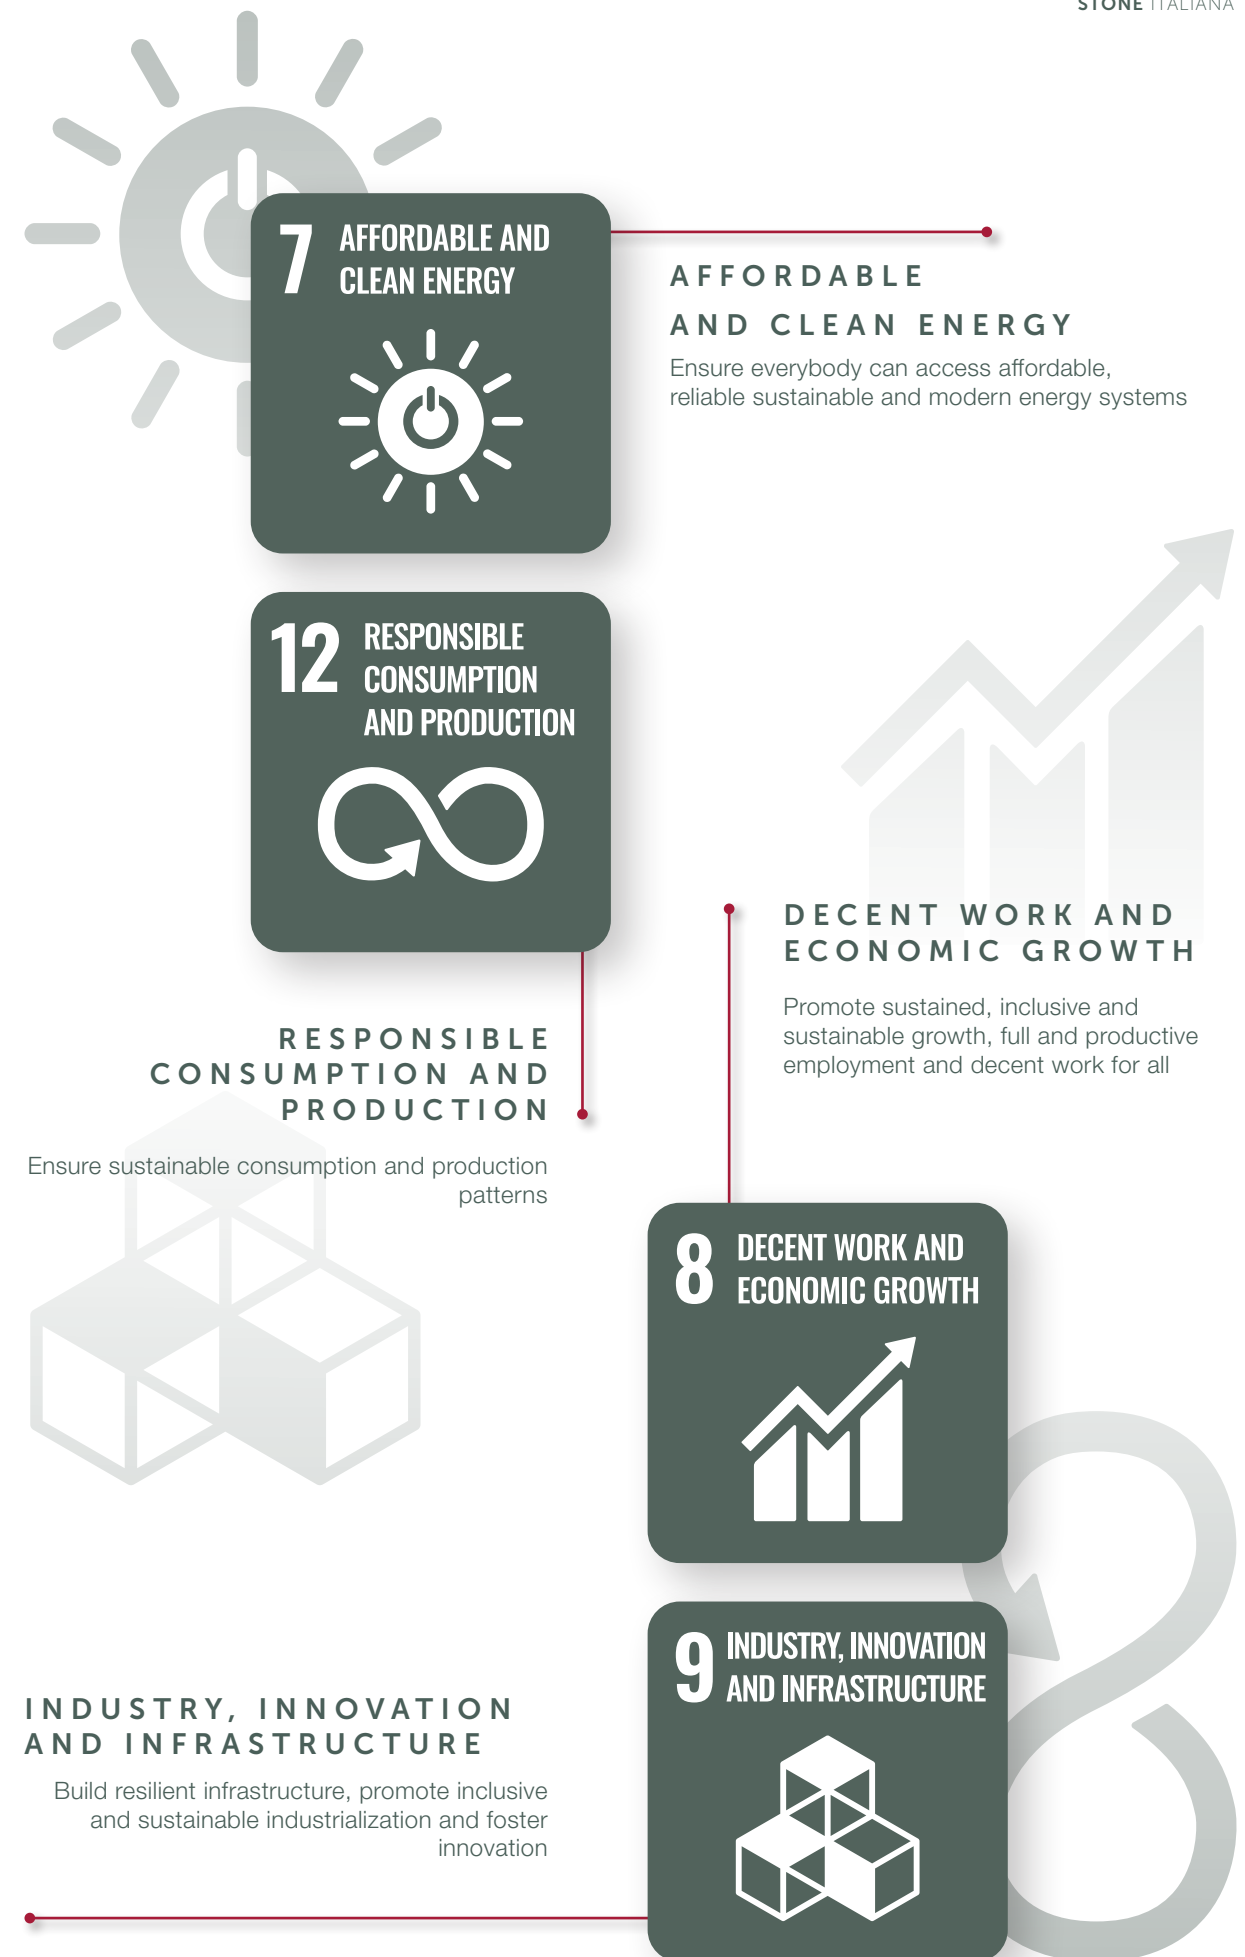 STONE ITALIANA
7 AFFORDABLE AND
CLEAN ENERGY
AFFORDABLE
AND CLEAN ENERGY
Ensure everybody can access affordable,
reliable sustainable and modern energy systems
12 RESPONSIBLE
CONSUMPTION
AND PRODUCTION
RESPONSIBLE
CONSUMPTION AND
PRODUCTION
Ensure sustainable consumption and production
patterns
DECENT WORK AND
ECONOMIC GROWTH
Promote sustained, inclusive and
sustainable growth, full and productive
employment and decent work for all
8 DECENT WORK AND
ECONOMIC GROWTH
9 INDUSTRY, INNOVATION
AND INFRASTRUCTURE
INDUSTRY, INNOVATION
AND INFRASTRUCTURE
Build resilient infrastructure, promote inclusive
and sustainable industrialization and foster
innovation